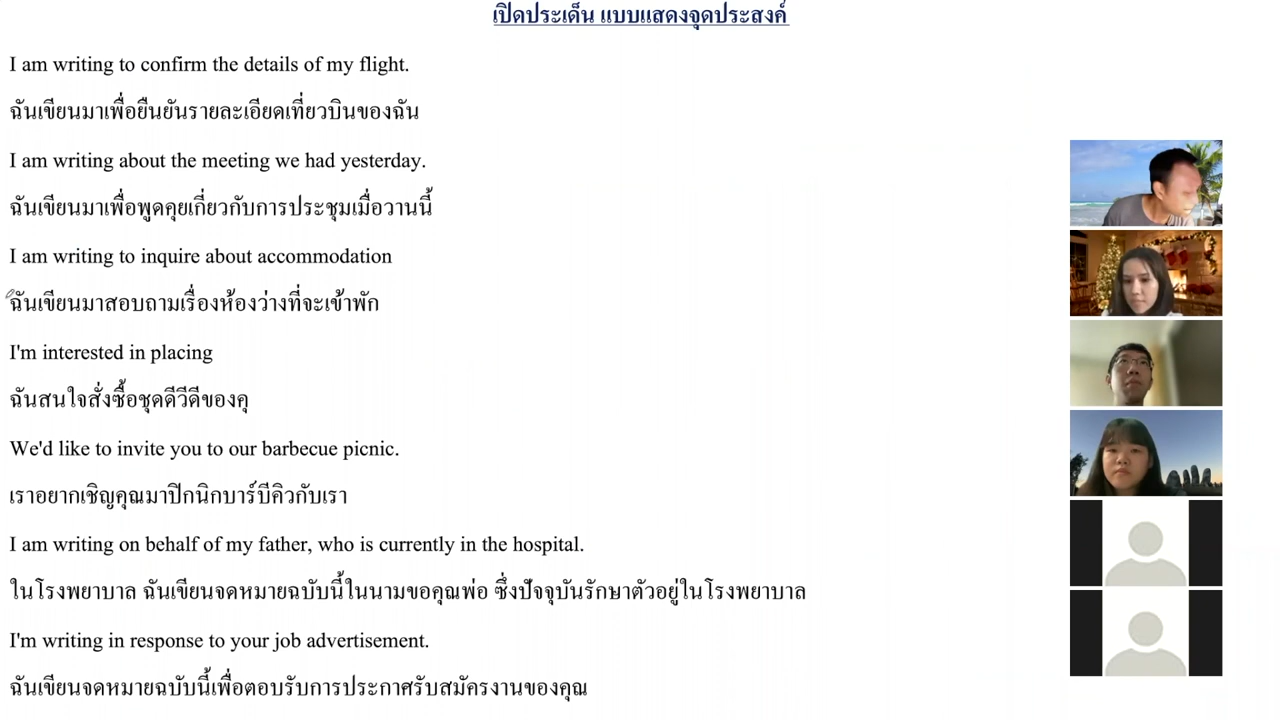 เปิดประเด็น แบบแสดงจุดประสงค์
I am writing to confirm the details of my flight.
ฉันเขียนมาเพื่อยืนยันรายละเอียดเที่ยวบินของฉัน
I am writing about the meeting we had yesterday.
ฉันเขียนมาเพื่อพูดคุยเกี่ยวกับการประชุมเมื่อวานนี้
I am writing to inquire about accommodation
ฉันเขียนมาสอบถามเรื่องห้องว่างที่จะเข้าพัก
I'm interested in placing
ฉันสนใจสั่งซื้อชุดดีวีดีของคุ
We'd like to invite you to our barbecue picnic.
เราอยากเชิญคุณมาปิกนิกบาร์บีคิวกับเรา
I am writing on behalf of my father, who is currently in the hospital.
ในโรงพยาบาล ฉันเขียนจดหมายฉบับนี้ในนามขอคุณพ่อ ซึ่งปัจจุบันรักษาตัวอยู่ในโรงพยาบาล
I'm writing in response to your job advertisement.
ฉันเขียนจดหมายฉบับนี้เพื่อตอบรับการประกาศรับสมัครงานของคุณ